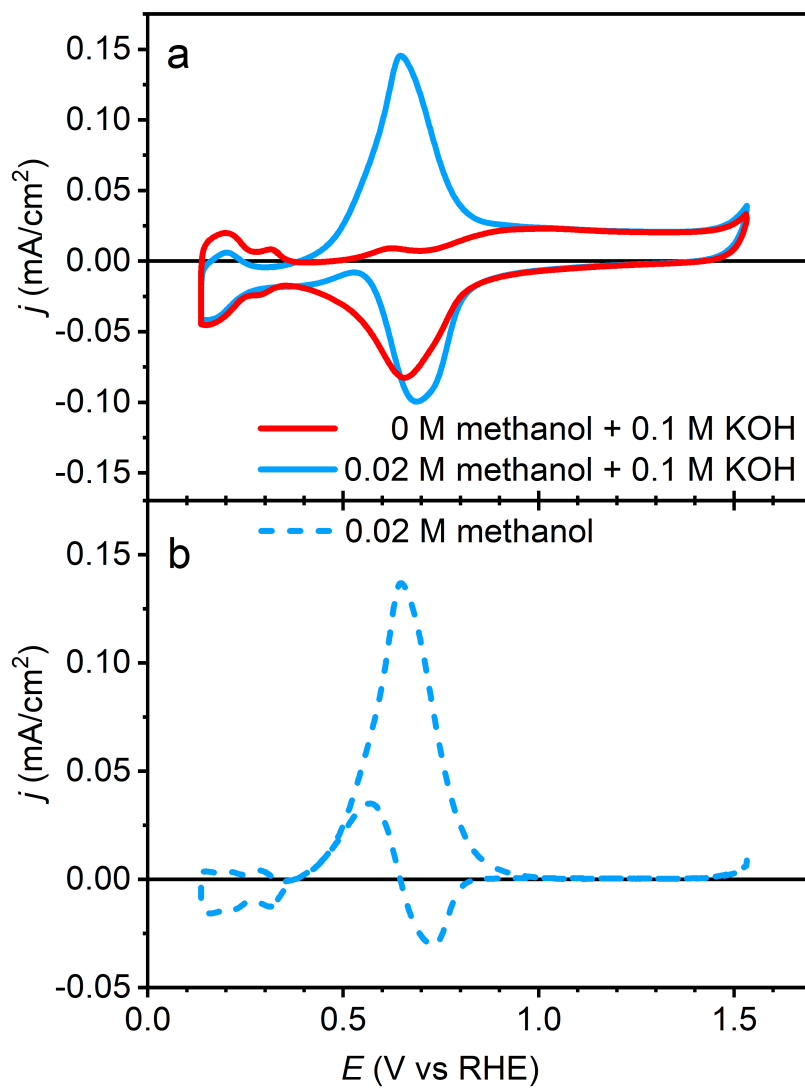 a
0.15
0.10
0.05
0.00
-0.05
-0.10
-0.15
j (mA/cm²)
0 M methanol + 0.1 M KOH
0.02 M methanol + 0.1 M KOH
b
0.02 M methanol
0.15
0.10
0.05
0.00
-0.05
j (mA/cm²)
0.0 0.5 1.0 1.5
E (V vs RHE)